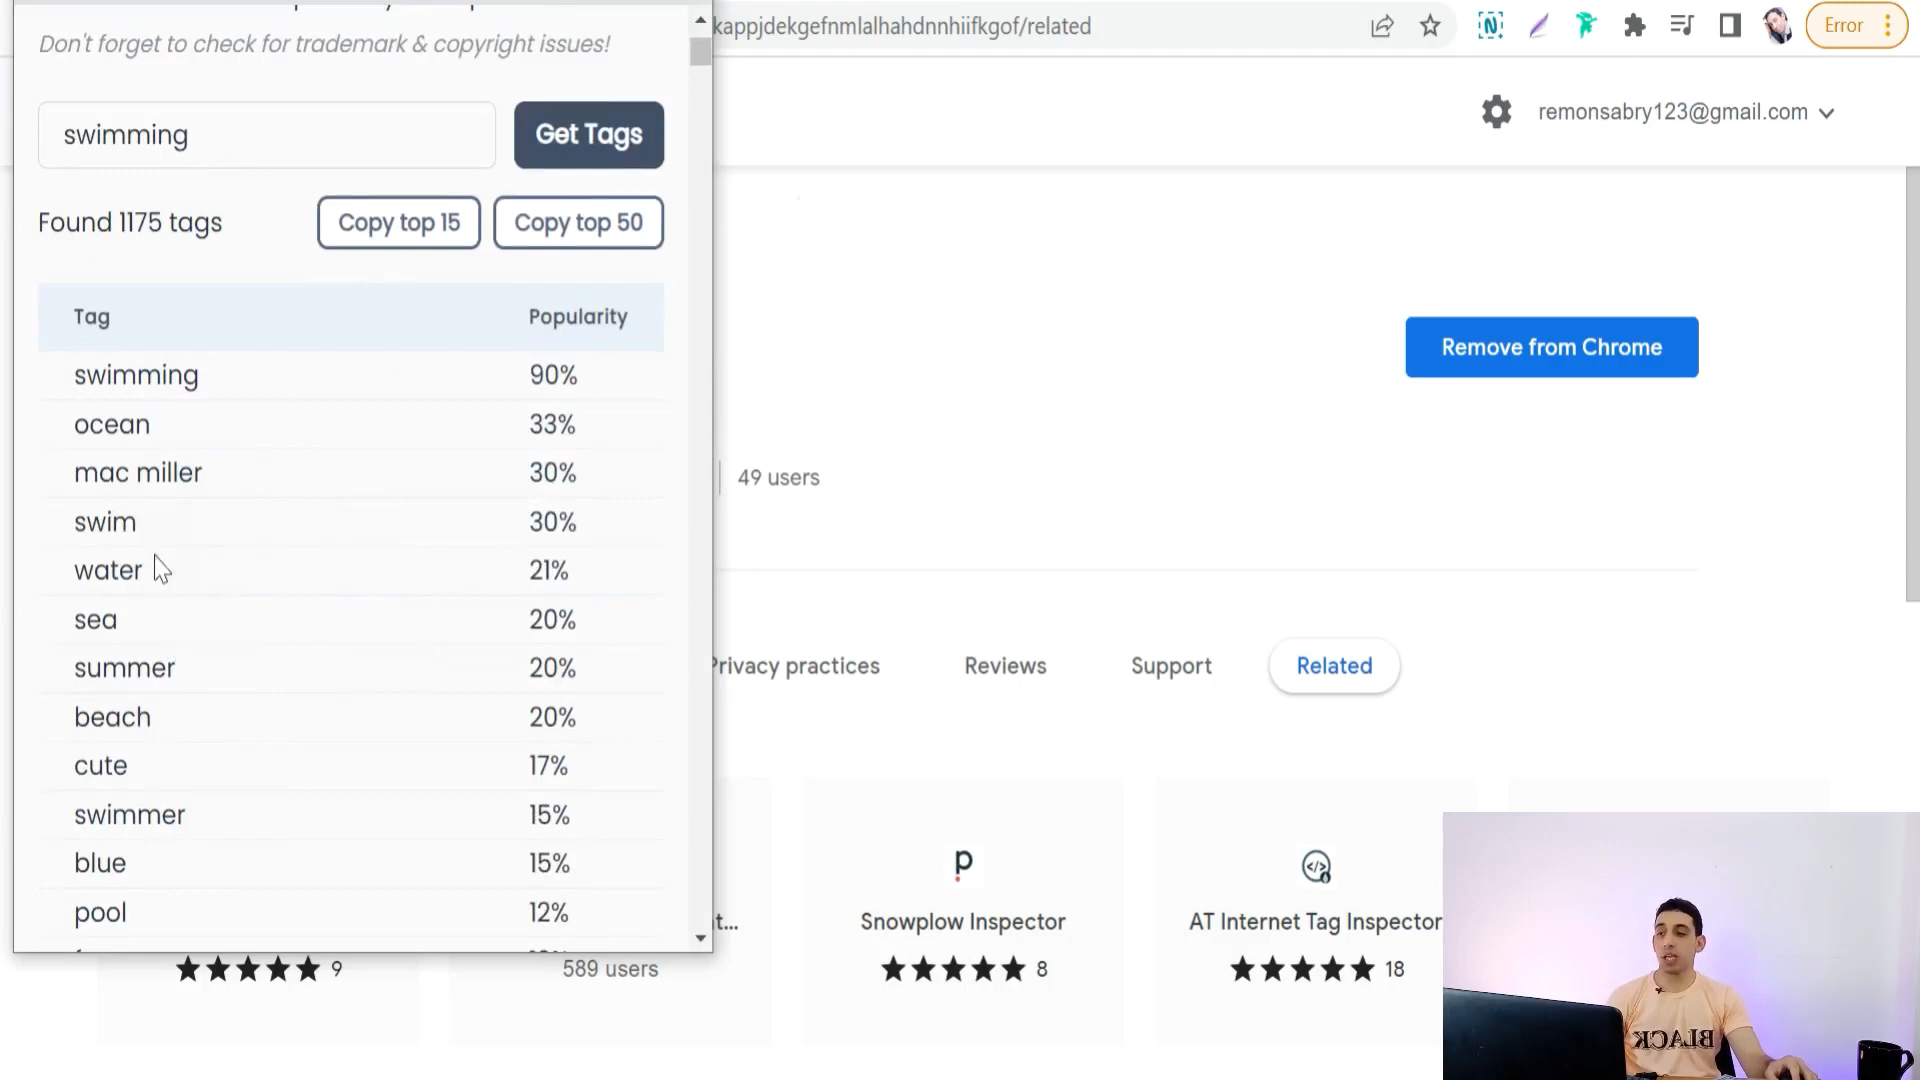 Don't forget to check for trademark & copyright issues!
kappjdekgefnmlalhahdnnhiifkgof/related
Error
swimming
Get Tags
remonsabry123@gmail.com
Found 1175 tags
Copy top 15
Copy top 50
Tag
Popularity
swimming
90%
ocean
33%
mac miller
30%
swim
30%
water
21%
sea
20%
summer
20%
beach
20%
cute
17%
swimmer
15%
blue
15%
pool
12%
Remove from Chrome
49 users
Privacy practices
Reviews
Support
Related
Snowplow Inspector
AT Internet Tag Inspector
9
589 users
8
18
BLACK